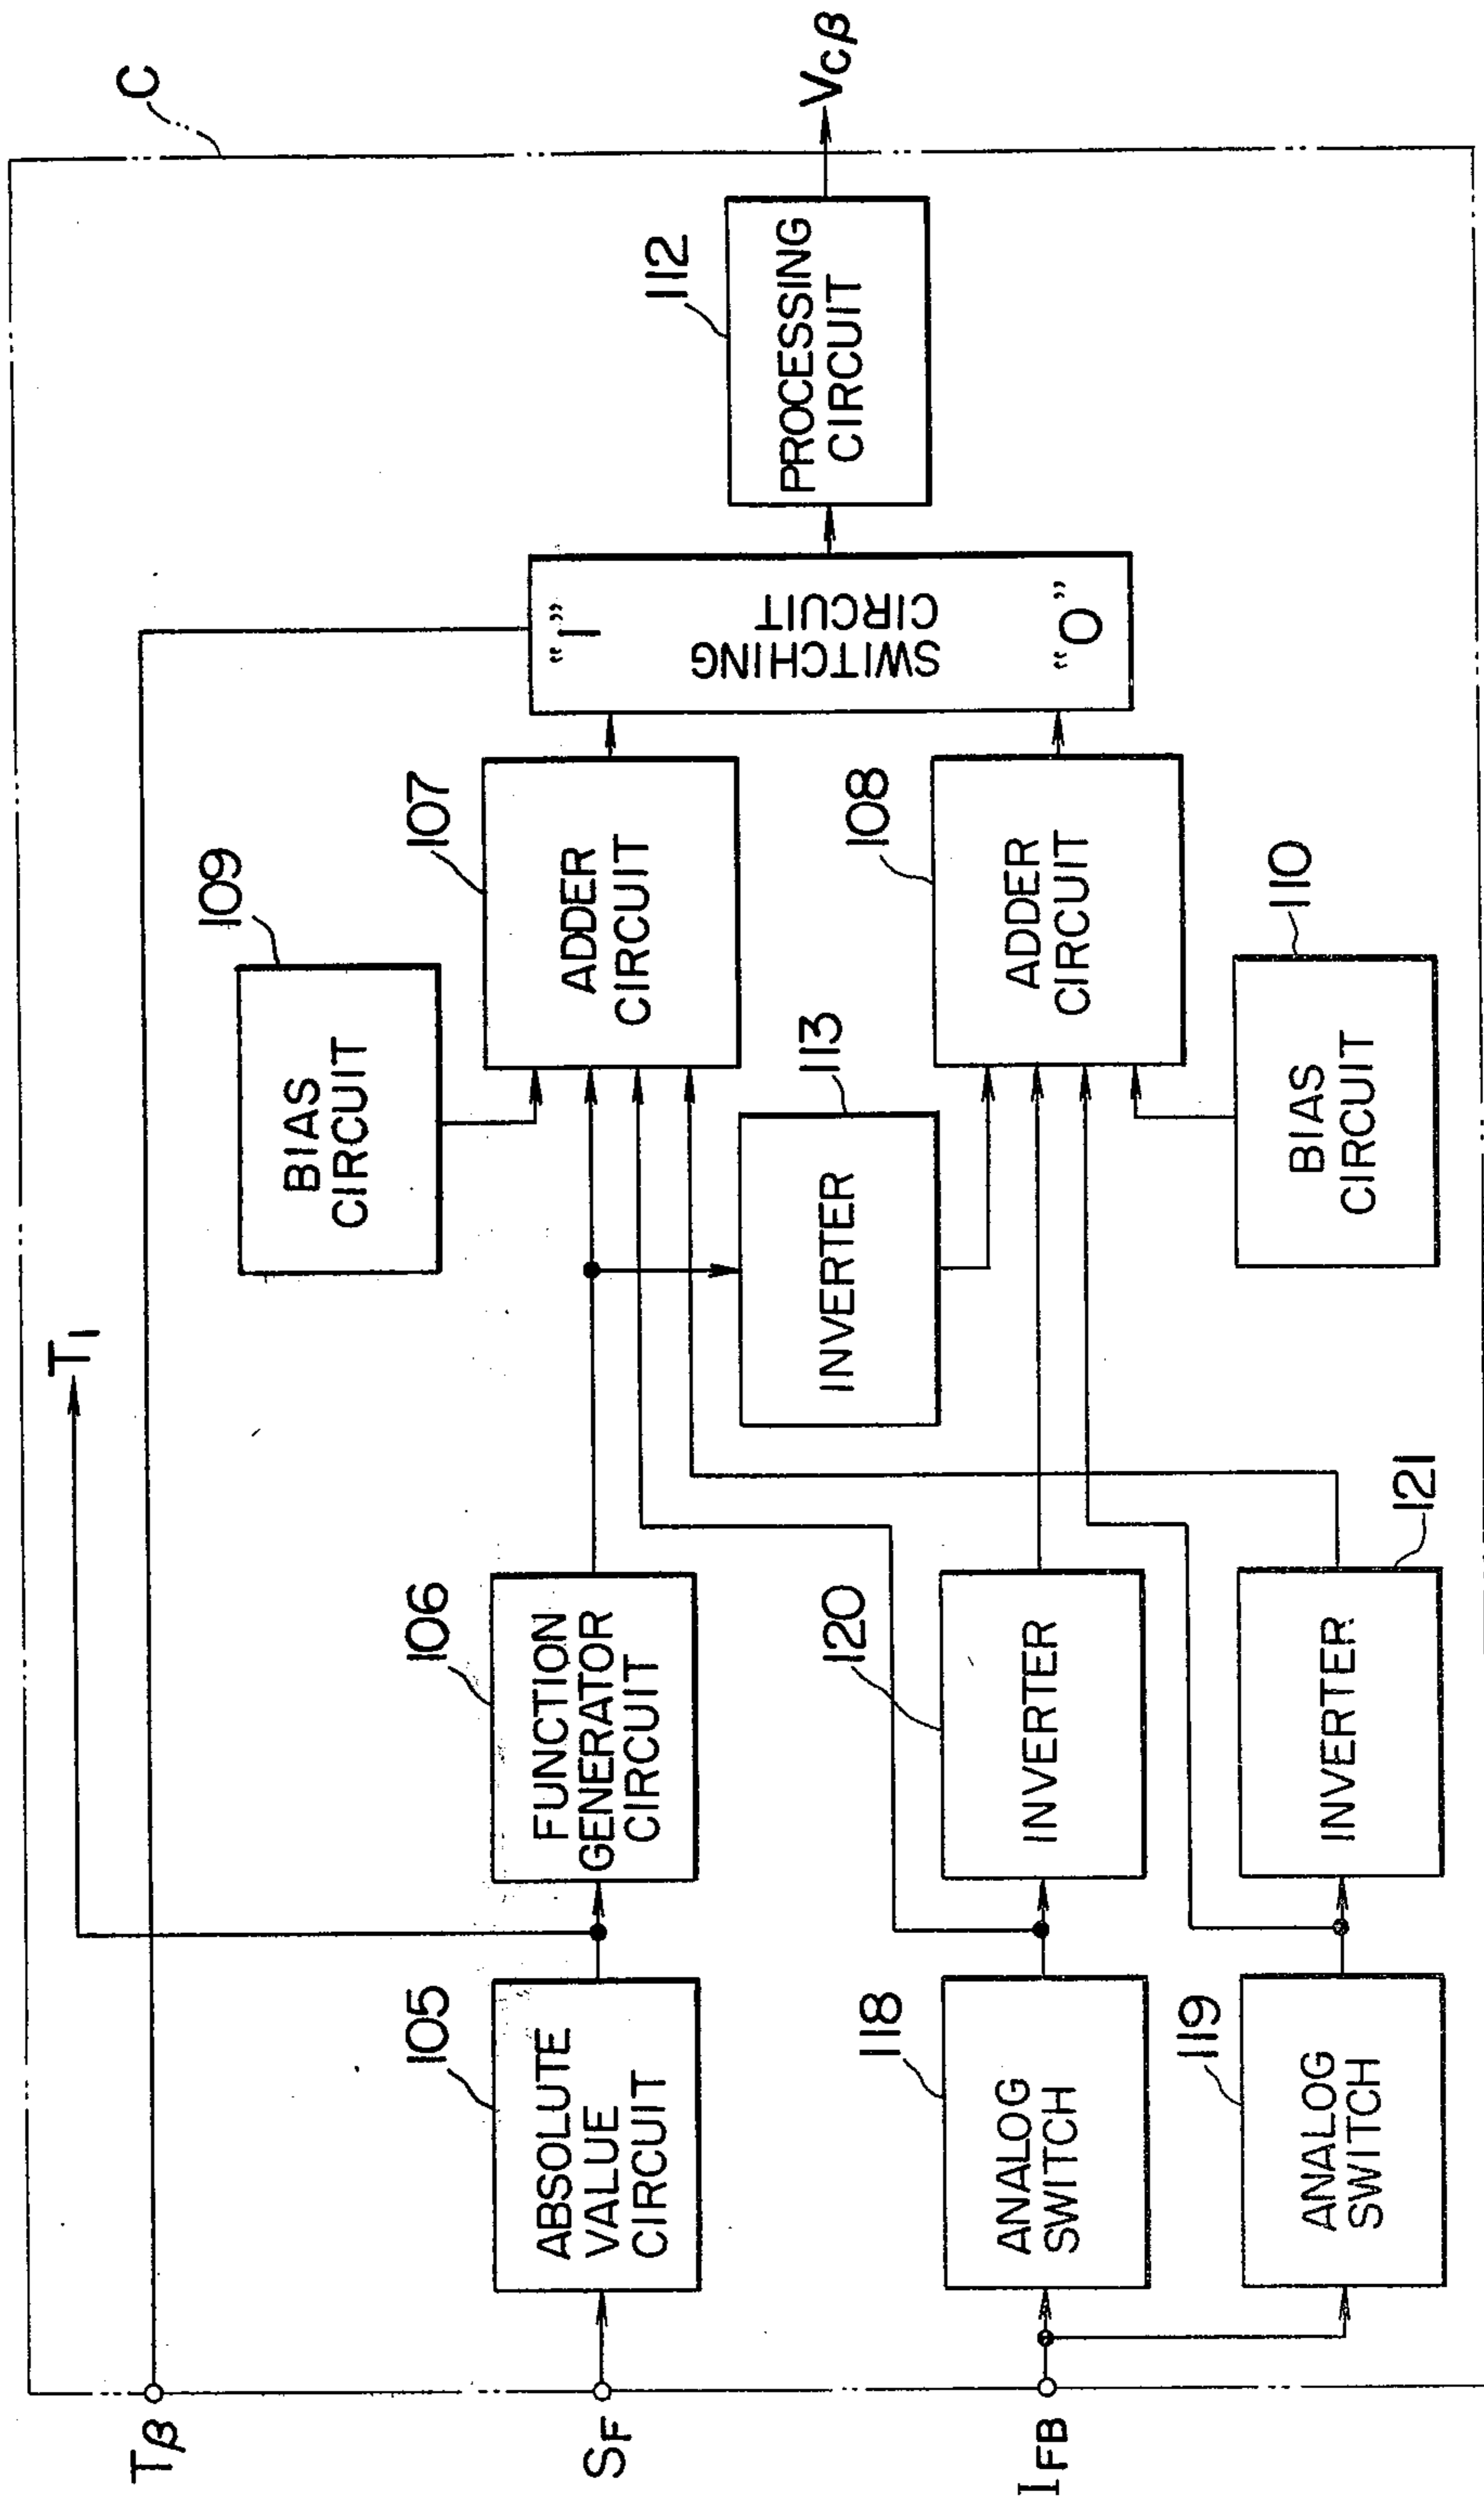 C
T1
Tβ
109
BIAS
CIRCUIT
107
ADDER
CIRCUIT
106
FUNCTION
GENERATOR
CIRCUIT
105
ABSOLUTE
VALUE
CIRCUIT
SF
"1"
SWITCHING
CIRCUIT
"0"
112
PROCESSING
CIRCUIT
VCβ
113
INVERTER
108
ADDER
CIRCUIT
120
INVERTER
118
ANALOG
SWITCH
IFB
110
BIAS
CIRCUIT
121
INVERTER
119
ANALOG
SWITCH